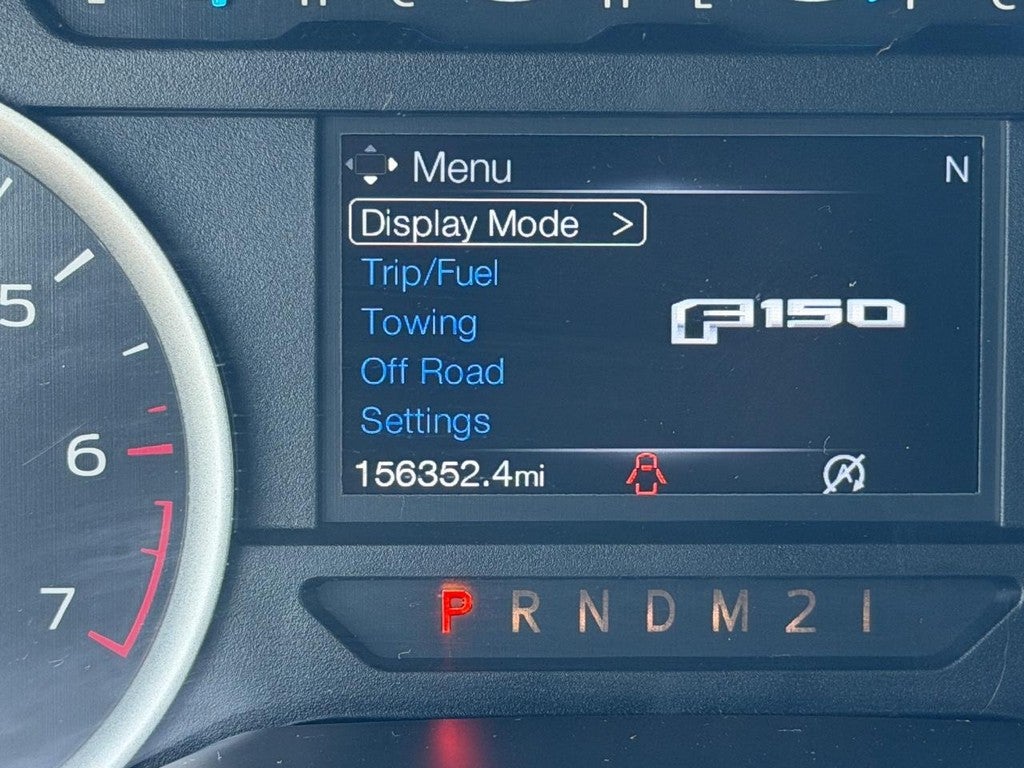 Menu N
Display Mode >
Trip/Fuel
Towing
F150
Off Road
Settings
156352.4mi
5
6
7
P R N D M 2 1